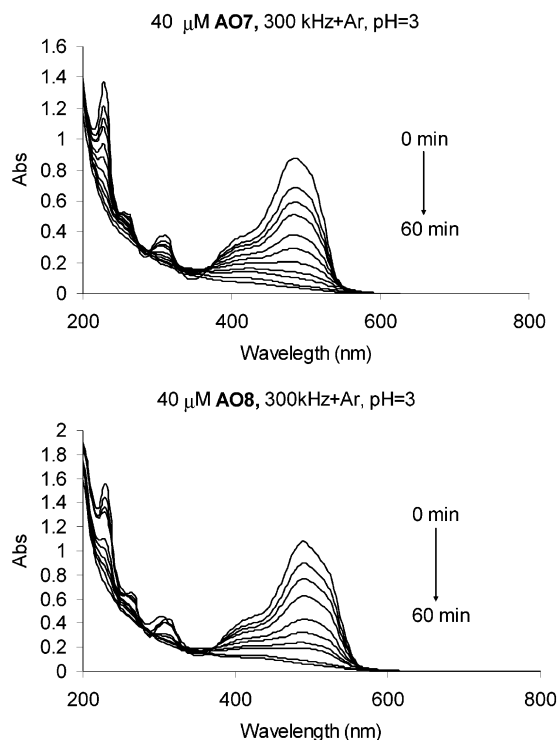 40 μM AO7, 300 kHz+Ar, pH=3
1.6
1.4
1.2
1
0.8
0.6
0.4
0.2
0
Abs
0 min
60 min
200
400
600
800
Wavelegth (nm)
40 μM AO8, 300kHz+Ar, pH=3
2
1.8
1.6
1.4
1.2
1
0.8
0.6
0.4
0.2
0
Abs
0 min
60 min
200
400
600
800
Wavelength (nm)